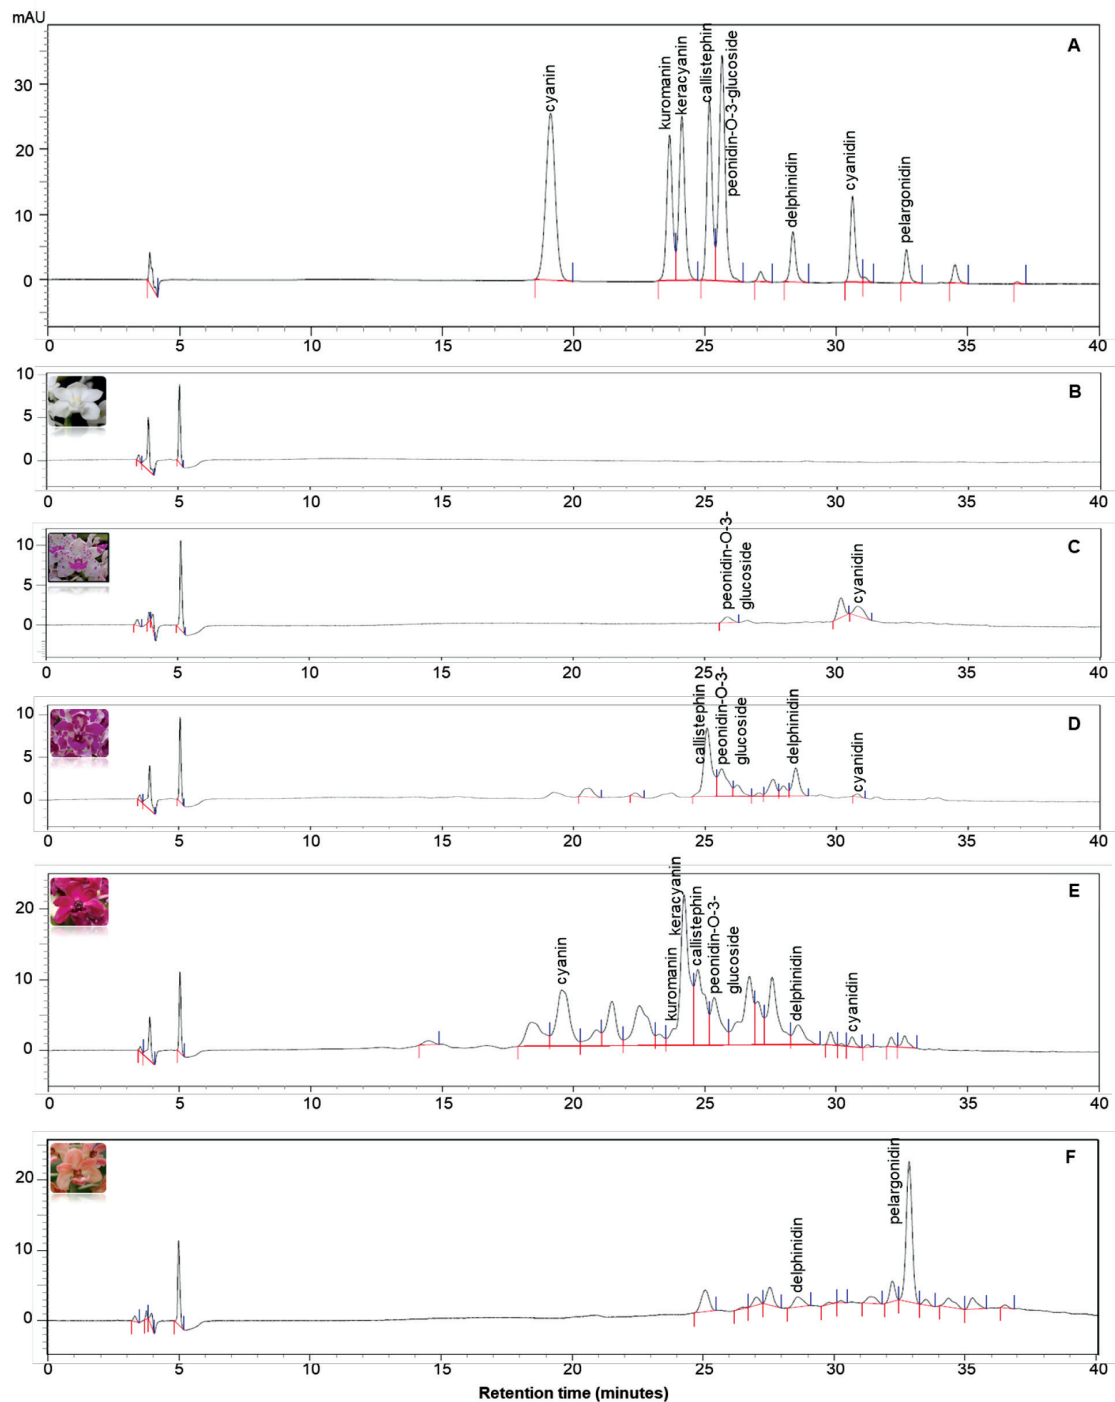 mAU
A
cyanin
kuromanin
keracyanin
callistephin
peonidin-O-3-glucoside
delphinidin
cyanidin
pelargonidin
30
20
10
0
0 5 10 15 20 25 30 35 40
B
10
5
0
0 5 10 15 20 25 30 35 40
C
peonidin-O-3-
glucoside
cyanidin
10
5
0
0 5 10 15 20 25 30 35 40
D
callistephin
peonidin-O-3-
glucoside
delphinidin
cyanidin
10
5
0
0 5 10 15 20 25 30 35 40
E
cyanin
kuromanin
keracyanin
callistephin
peonidin-O-3-
glucoside
delphinidin
cyanidin
20
10
0
0 5 10 15 20 25 30 35 40
F
delphinidin
pelargonidin
20
10
0
0 5 10 15 20 25 30 35 40
Retention time (minutes)